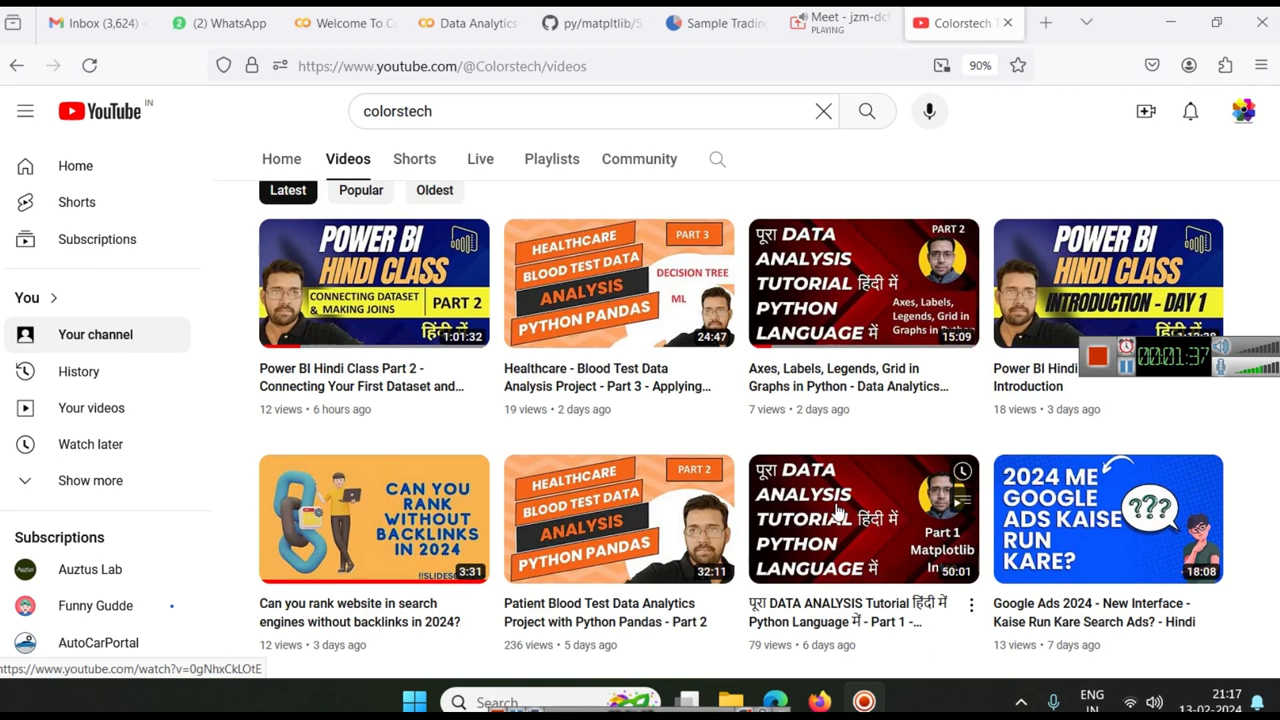 Inbox (3,624)
(2) WhatsApp
Welcome To C
Data Analytics
py/matpltlib/5
Sample Tradin
Meet - jzm-dc
PLAYING
Colorstech T
https://www.youtube.com/@Colorstech/videos
90%
YouTube IN
colorstech
Home
Videos
Shorts
Live
Playlists
Community
Latest
Popular
Oldest
Home
Shorts
Subscriptions
You
Your channel
History
Your videos
Watch later
Show more
Subscriptions
Auztus Lab
Funny Gudde
AutoCarPortal
POWER BI
HINDI CLASS
CONNECTING DATASET
& MAKING JOINS
PART 2
हिंदी में
1:01:32
Power BI Hindi Class Part 2 -
Connecting Your First Dataset and...
12 views • 6 hours ago
HEALTHCARE
BLOOD TEST DATA
ANALYSIS
PYTHON PANDAS
PART 3
DECISION TREE
ML
24:47
Healthcare - Blood Test Data
Analysis Project - Part 3 - Applying...
19 views • 2 days ago
पूरा DATA
ANALYSIS
TUTORIAL हिंदी में
PYTHON
LANGUAGE में
PART 2
Axes, Labels,
Legends, Grid in
Graphs in Python
15:09
Axes, Labels, Legends, Grid in
Graphs in Python - Data Analytics...
7 views • 2 days ago
POWER BI
HINDI CLASS
INTRODUCTION - DAY 1
हिंदी में
Power BI Hindi
Introduction
18 views • 3 days ago
00:01:37
CAN YOU
RANK
WITHOUT
BACKLINKS
IN 2024
3:31
Can you rank website in search
engines without backlinks in 2024?
12 views • 3 days ago
HEALTHCARE
BLOOD TEST DATA
ANALYSIS
PYTHON PANDAS
PART 2
32:11
Patient Blood Test Data Analytics
Project with Python Pandas - Part 2
236 views • 5 days ago
पूरा DATA
ANALYSIS
TUTORIAL हिंदी में
PYTHON
LANGUAGE में
Part 1
Matplotlib
In
50:01
पूरा DATA ANALYSIS Tutorial हिंदी में
Python Language में - Part 1 -...
79 views • 6 days ago
2024 ME
GOOGLE
ADS KAISE
RUN
KARE?
???
18:08
Google Ads 2024 - New Interface -
Kaise Run Kare Search Ads? - Hindi
13 views • 7 days ago
https://www.youtube.com/watch?v=0gNhxCkLOtE
Search
ENG
IN
21:17
13-02-2024